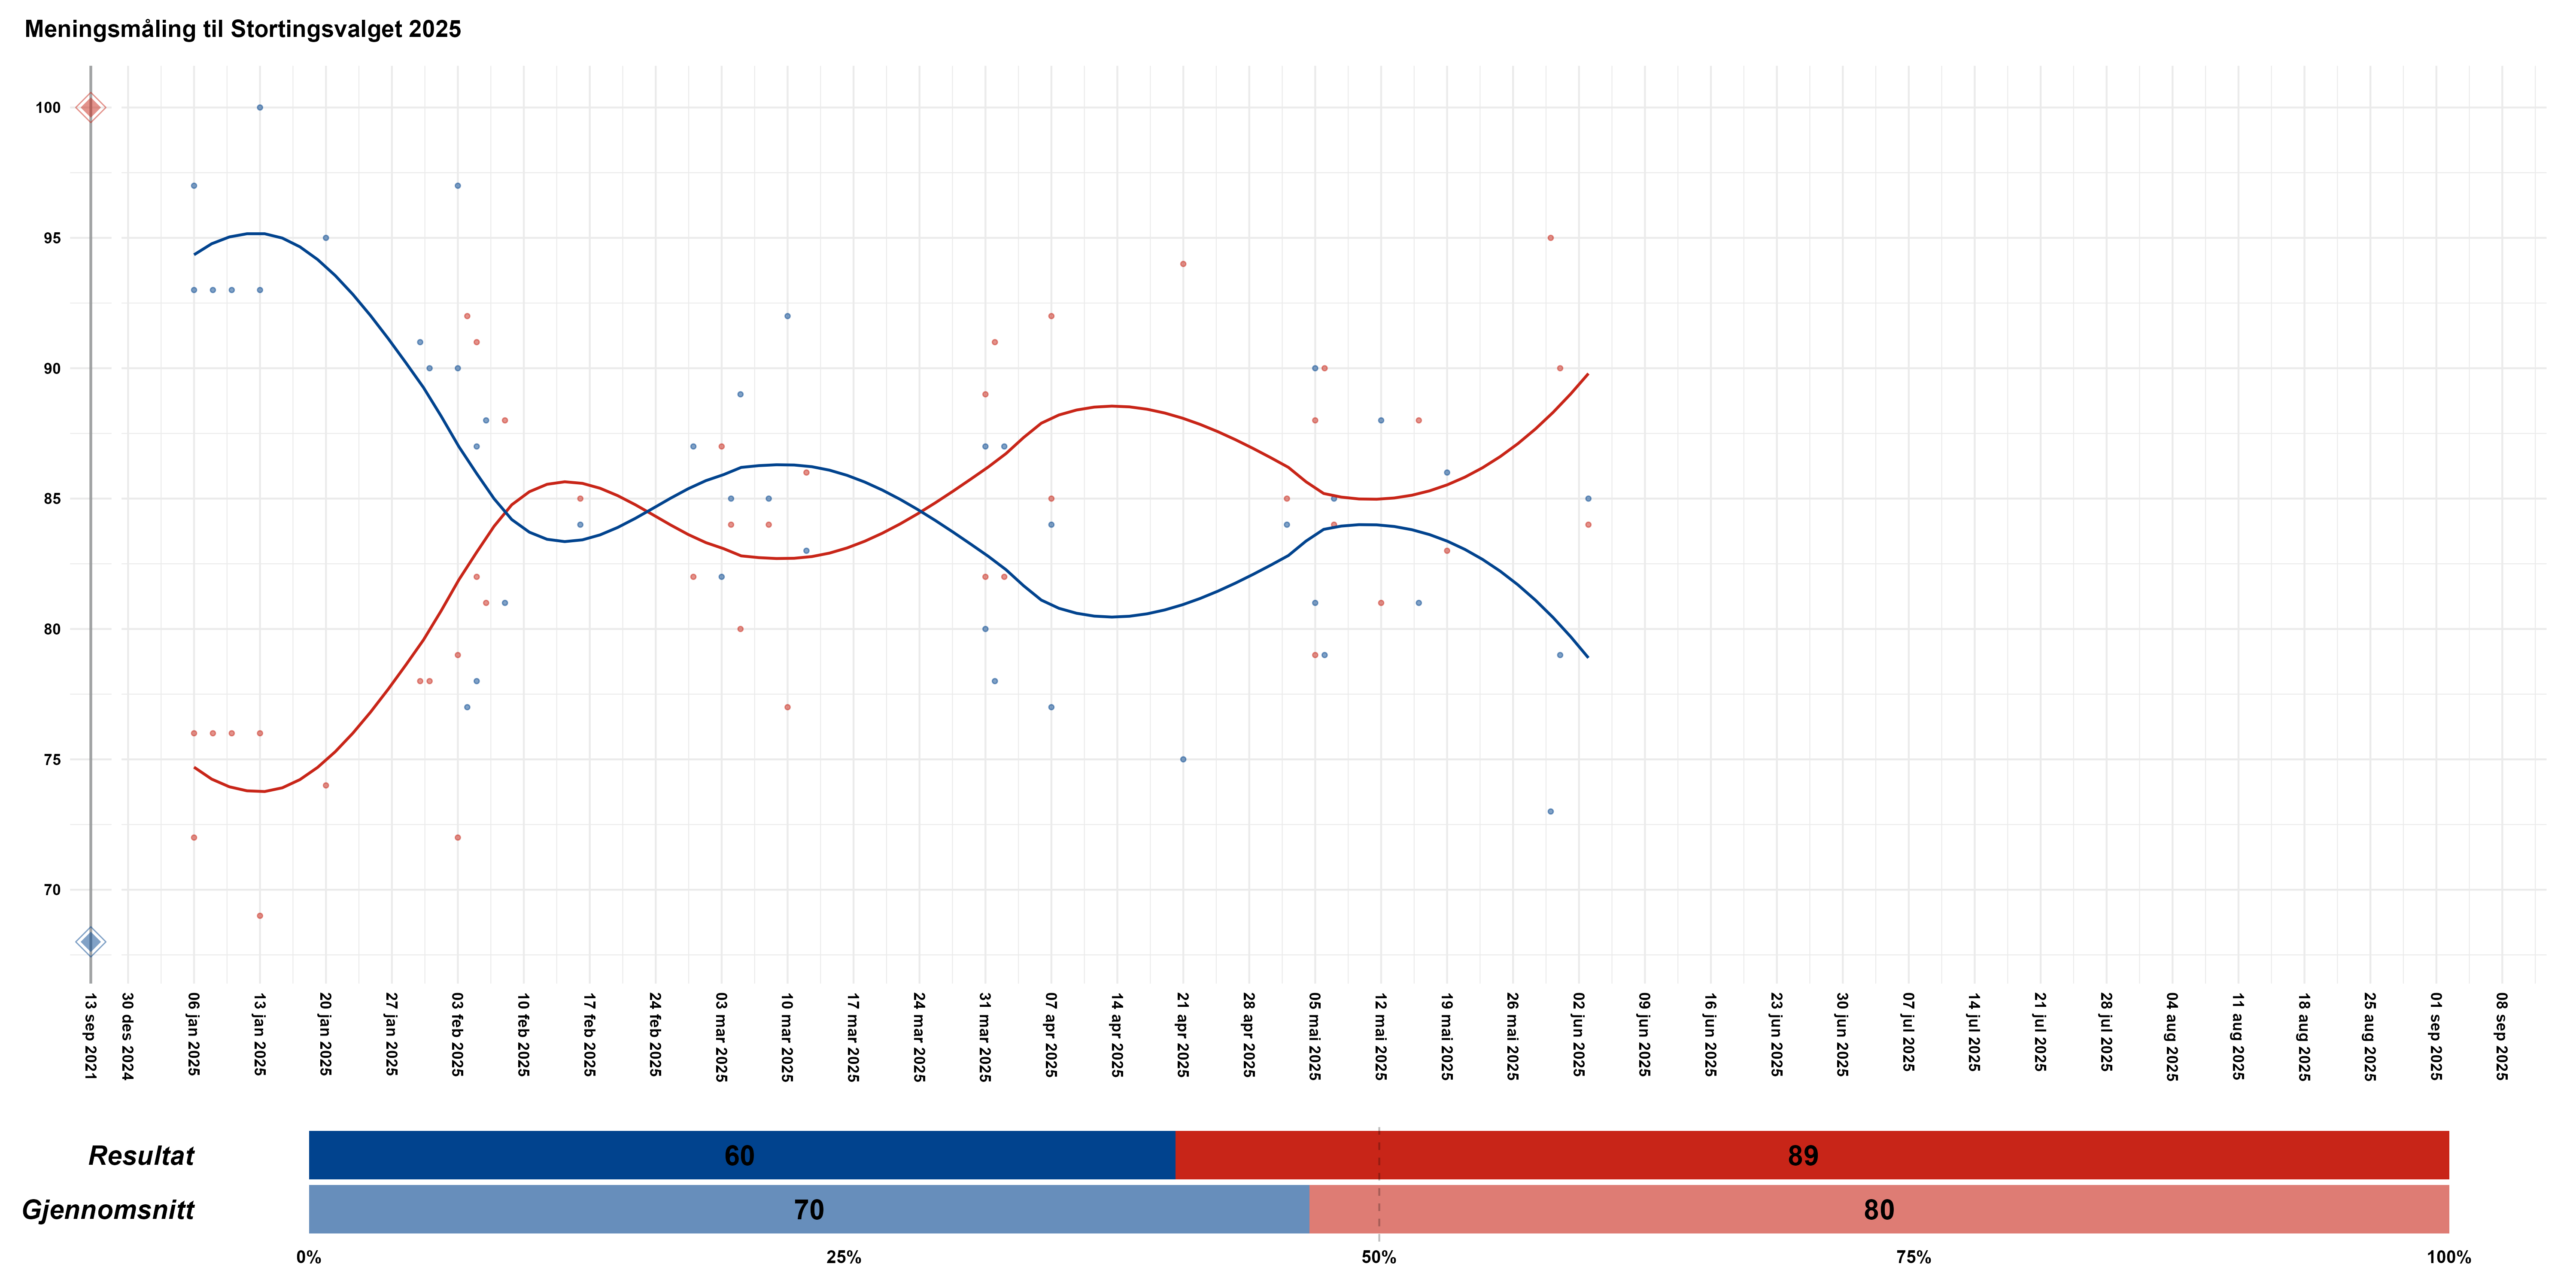 Meningsmåling til Stortingsvalget 2025
100
95
90
85
80
75
70
13 sep 2021
30 des 2024
06 jan 2025
13 jan 2025
20 jan 2025
27 jan 2025
03 feb 2025
10 feb 2025
17 feb 2025
24 feb 2025
03 mar 2025
10 mar 2025
17 mar 2025
24 mar 2025
31 mar 2025
07 apr 2025
14 apr 2025
21 apr 2025
28 apr 2025
05 mai 2025
12 mai 2025
19 mai 2025
26 mai 2025
02 jun 2025
09 jun 2025
16 jun 2025
23 jun 2025
30 jun 2025
07 jul 2025
14 jul 2025
21 jul 2025
28 jul 2025
04 aug 2025
11 aug 2025
18 aug 2025
25 aug 2025
01 sep 2025
08 sep 2025
Resultat 60 89
Gjennomsnitt 70 80
0% 25% 50% 75% 100%